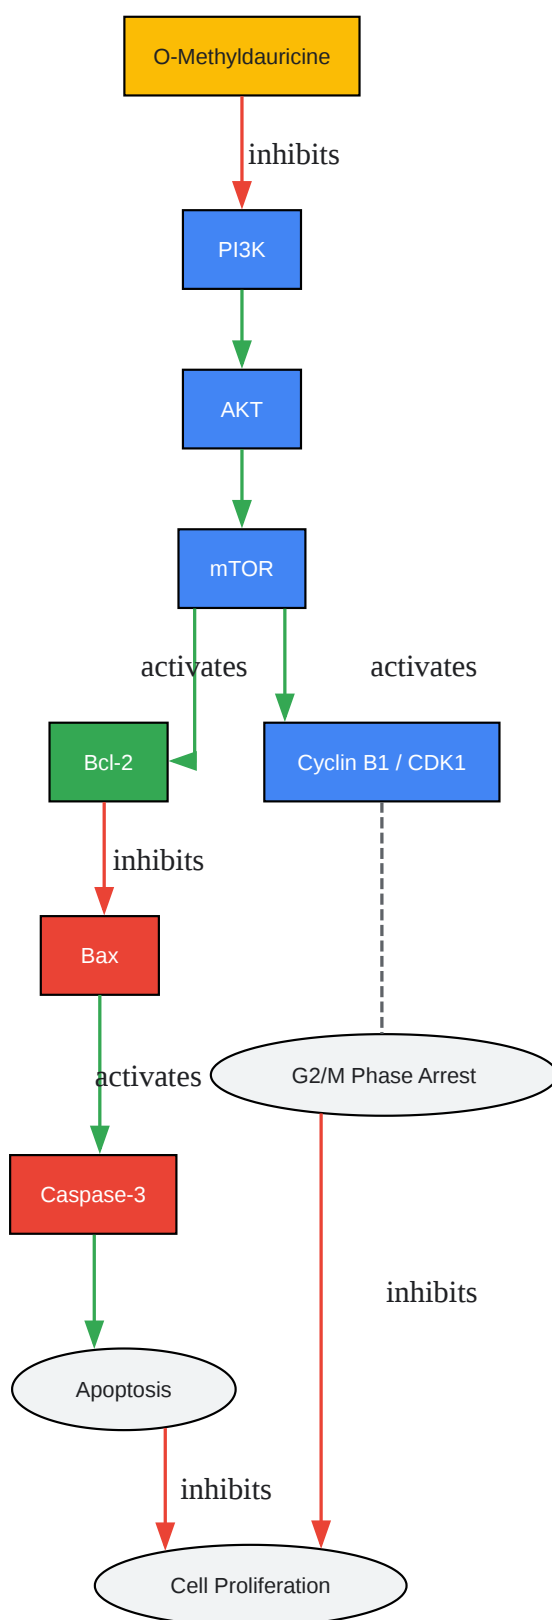 O-Methyldauricine
inhibits
PI3K
AKT
mTOR
activates
activates
Bcl-2
Cyclin B1 / CDK1
inhibits
Bax
activates
G2/M Phase Arrest
Caspase-3
inhibits
Apoptosis
inhibits
Cell Proliferation